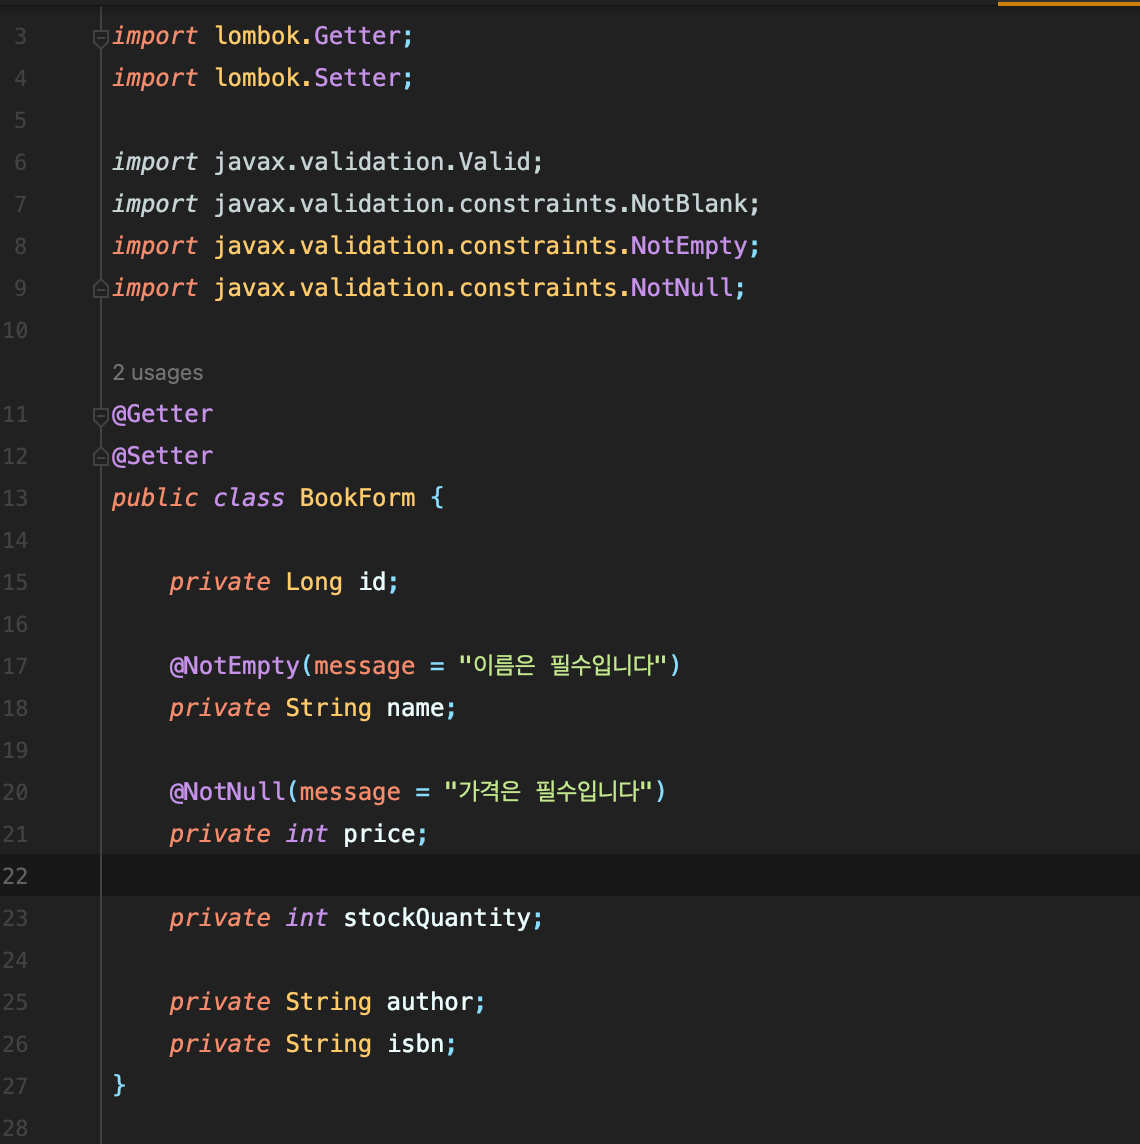 3 import lombok.Getter;
4 import lombok.Setter;
5
6 import javax.validation.Valid;
7 import javax.validation.constraints.NotBlank;
8 import javax.validation.constraints.NotEmpty;
9 import javax.validation.constraints.NotNull;
10
2 usages
11 @Getter
12 @Setter
13 public class BookForm {
14
15 private Long id;
16
17 @NotEmpty(message = "이름은 필수입니다")
18 private String name;
19
20 @NotNull(message = "가격은 필수입니다")
21 private int price;
22
23 private int stockQuantity;
24
25 private String author;
26 private String isbn;
27 }
28